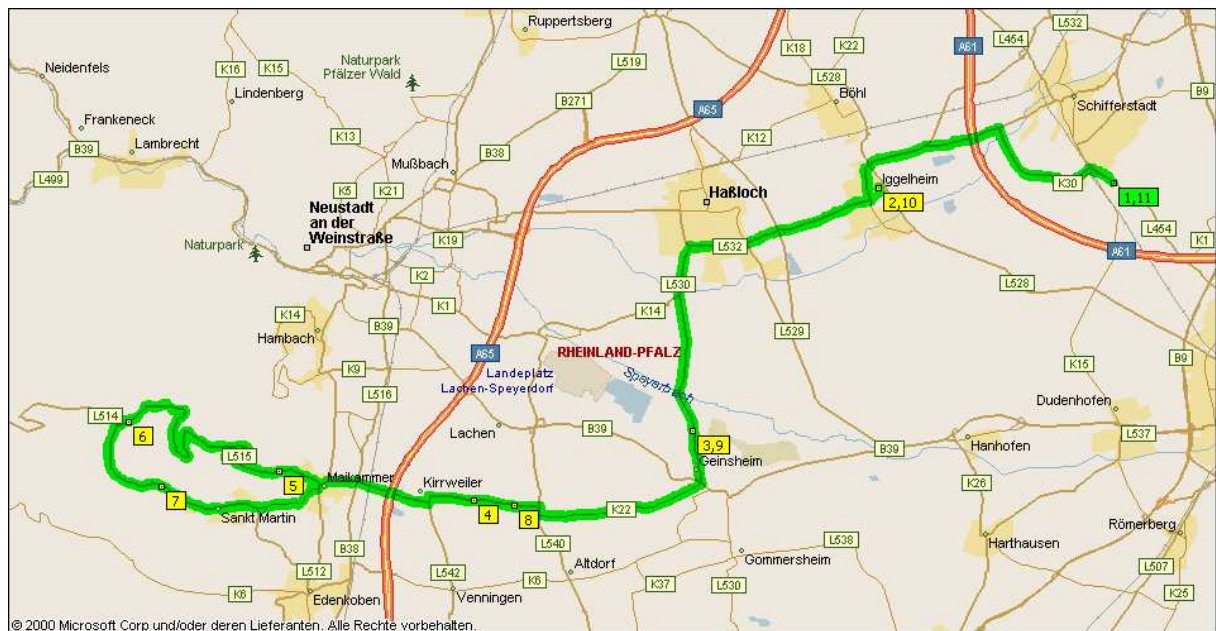 Ruppertsberg
L532
K18
K22
L454
A61
Neidenfels
K16
K15
Naturpark
Pfälzer Wald
L519
L528
Lindenberg
B271
A65
Böhl
B9
Schifferstadt
Frankeneck
B39
Lambrecht
K13
K12
Mußbach
B38
L499
K5
K21
Haßloch
Iggelheim
K30
1,11
2,10
Neustadt
an der
Weinstraße
Naturpark
K19
L532
L454
K1
A61
K2
L530
L528
K14
K1
K14
Hambach
B39
L529
A65
RHEINLAND-PFALZ
Landeplatz
Lachen-Speyerdorf
Speyerbach
K9
L516
K15
B9
Dudenhofen
L514
6
Lachen
B39
3,9
L537
Hanhofen
B39
L515
Geinsheim
5
Maikammer
Kirrweiler
7
4
8
K22
K26
Sankt Martin
Römerberg
B38
L540
L538
Harthausen
Gommersheim
L512
L542
K6
Altdorf
K37
L530
L507
K6
Edenkoben
Venningen
K25
© 2000 Microsoft Corp und/oder deren Lieferanten. Alle Rechte vorbehalten.